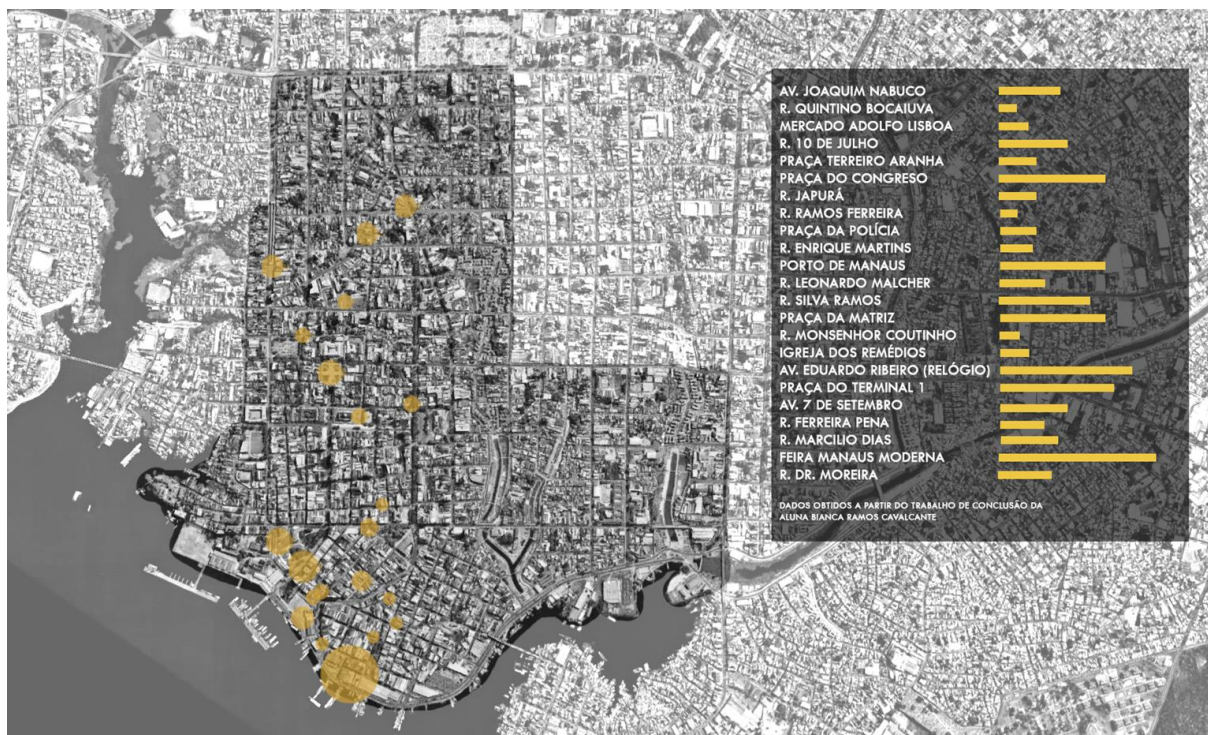 AV. JOAQUIM NABUCO
R. QUINTINO BOCAIUVA
MERCADO ADOLFO LISBOA
R. 10 DE JULHO
PRAÇA TERREIRO ARANHA
PRAÇA DO CONGRESO
R. JAPURÁ
R. RAMOS FERREIRA
PRAÇA DA POLÍCIA
R. ENRIQUE MARTINS
PORTO DE MANAUS
R. LEONARDO MALCHER
R. SILVA RAMOS
PRAÇA DA MATRIZ
R. MONSENHOR COUTINHO
IGREJA DOS REMÉDIOS
AV. EDUARDO RIBEIRO (RELÓGIO)
PRAÇA DO TERMINAL 1
AV. 7 DE SETEMBRO
R. FERREIRA PENA
R. MARCILIO DIAS
FEIRA MANAUS MODERNA
R. DR. MOREIRA
DADOS OBTIDOS A PARTIR DO TRABALHO DE CONCLUSÃO DA
ALUNA BIANCA RAMOS CAVALCANTE